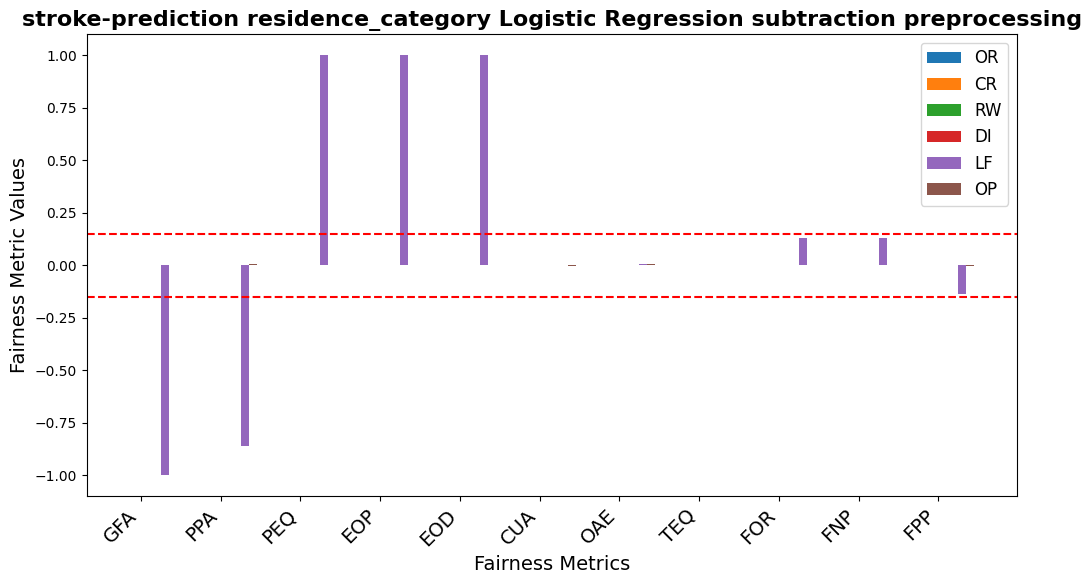 stroke-prediction residence_category Logistic Regression subtraction preprocessing
Fairness Metric Values
1.00
0.75
0.50
0.25
0.00
−0.25
−0.50
−0.75
−1.00
OR
CR
RW
DI
LF
OP
GFA
PPA
PEQ
EOP
EOD
CUA
OAE
TEQ
FOR
FNP
FPP
Fairness Metrics